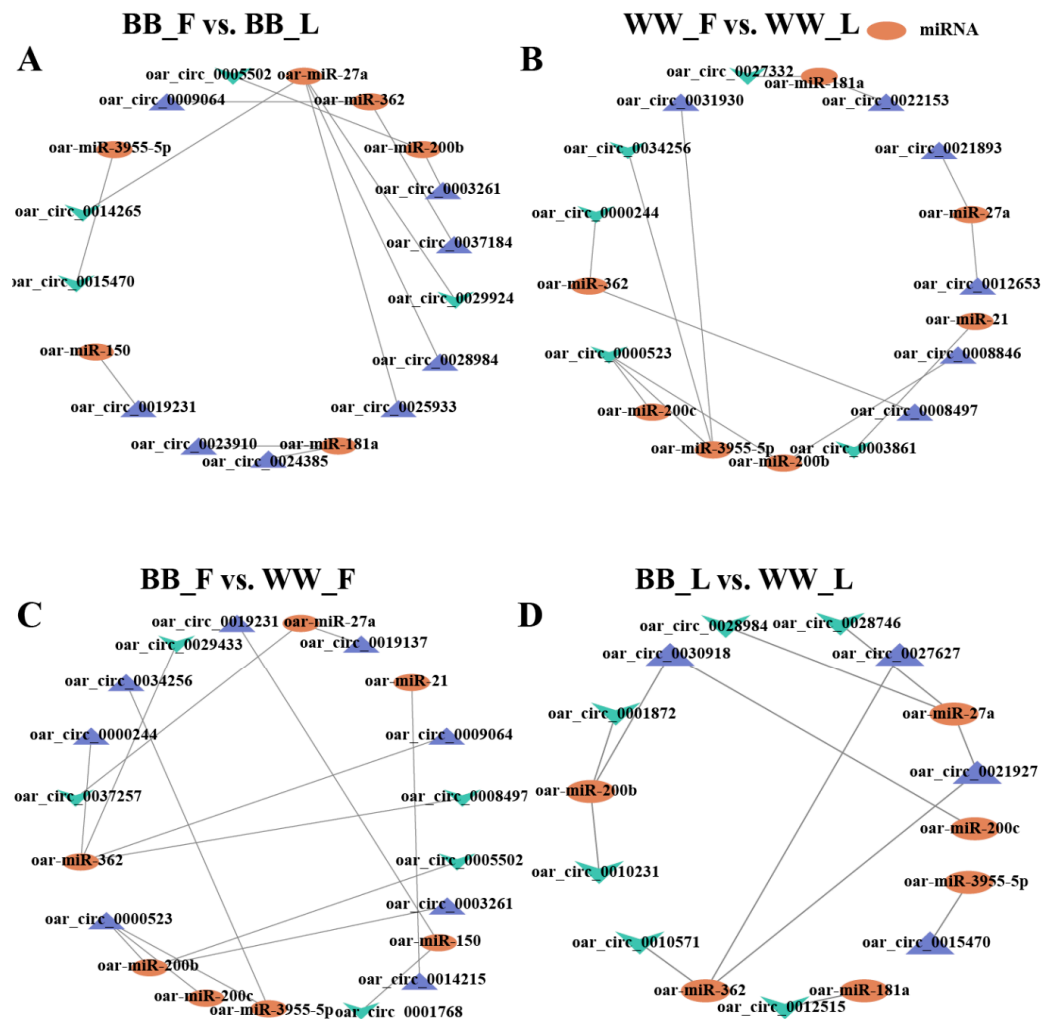 BB_F vs. BB_L
WW_F vs. WW_L
miRNA
A
oar_circ_0005502
oar-miR-27a
oar_circ_0009064
oar-miR-362
oar-miR-3955-5p
oar-miR-200b
oar_circ_0003261
oar_circ_0014265
oar_circ_0037184
oar_circ_0015470
oar_circ_0029924
oar-miR-150
oar_circ_0028984
oar_circ_0019231
oar_circ_0025933
oar_circ_0023910
oar-miR-181a
oar_circ_0024385
B
oar_circ_0027332
oar-miR-181a
oar_circ_0031930
oar_circ_0022153
oar_circ_0034256
oar_circ_0021893
oar_circ_0000244
oar-miR-27a
oar-miR-362
oar_circ_0012653
oar-miR-21
oar_circ_0000523
oar_circ_0008846
oar-miR-200c
oar_circ_0008497
oar-miR-3955-5p
oar_circ_0003861
oar-miR-200b
BB_F vs. WW_F
C
oar_circ_0019231
oar-miR-27a
oar_circ_0029433
oar_circ_0019137
oar_circ_0034256
oar-miR-21
oar_circ_0000244
oar_circ_0009064
oar_circ_0037257
oar_circ_0008497
oar-miR-362
oar_circ_0005502
oar_circ_0003261
oar_circ_0000523
oar-miR-150
oar-miR-200b
oar_circ_0014215
oar-miR-200c
oar-miR-3955-5p
oar_circ_0001768
BB_L vs. WW_L
D
oar_circ_0028984
oar_circ_0028746
oar_circ_0030918
oar_circ_0027627
oar_circ_0001872
oar-miR-27a
oar_circ_0021927
oar-miR-200b
oar-miR-200c
oar_circ_0010231
oar-miR-3955-5p
oar_circ_0010571
oar_circ_0015470
oar-miR-362
oar-miR-181a
oar_circ_0012515